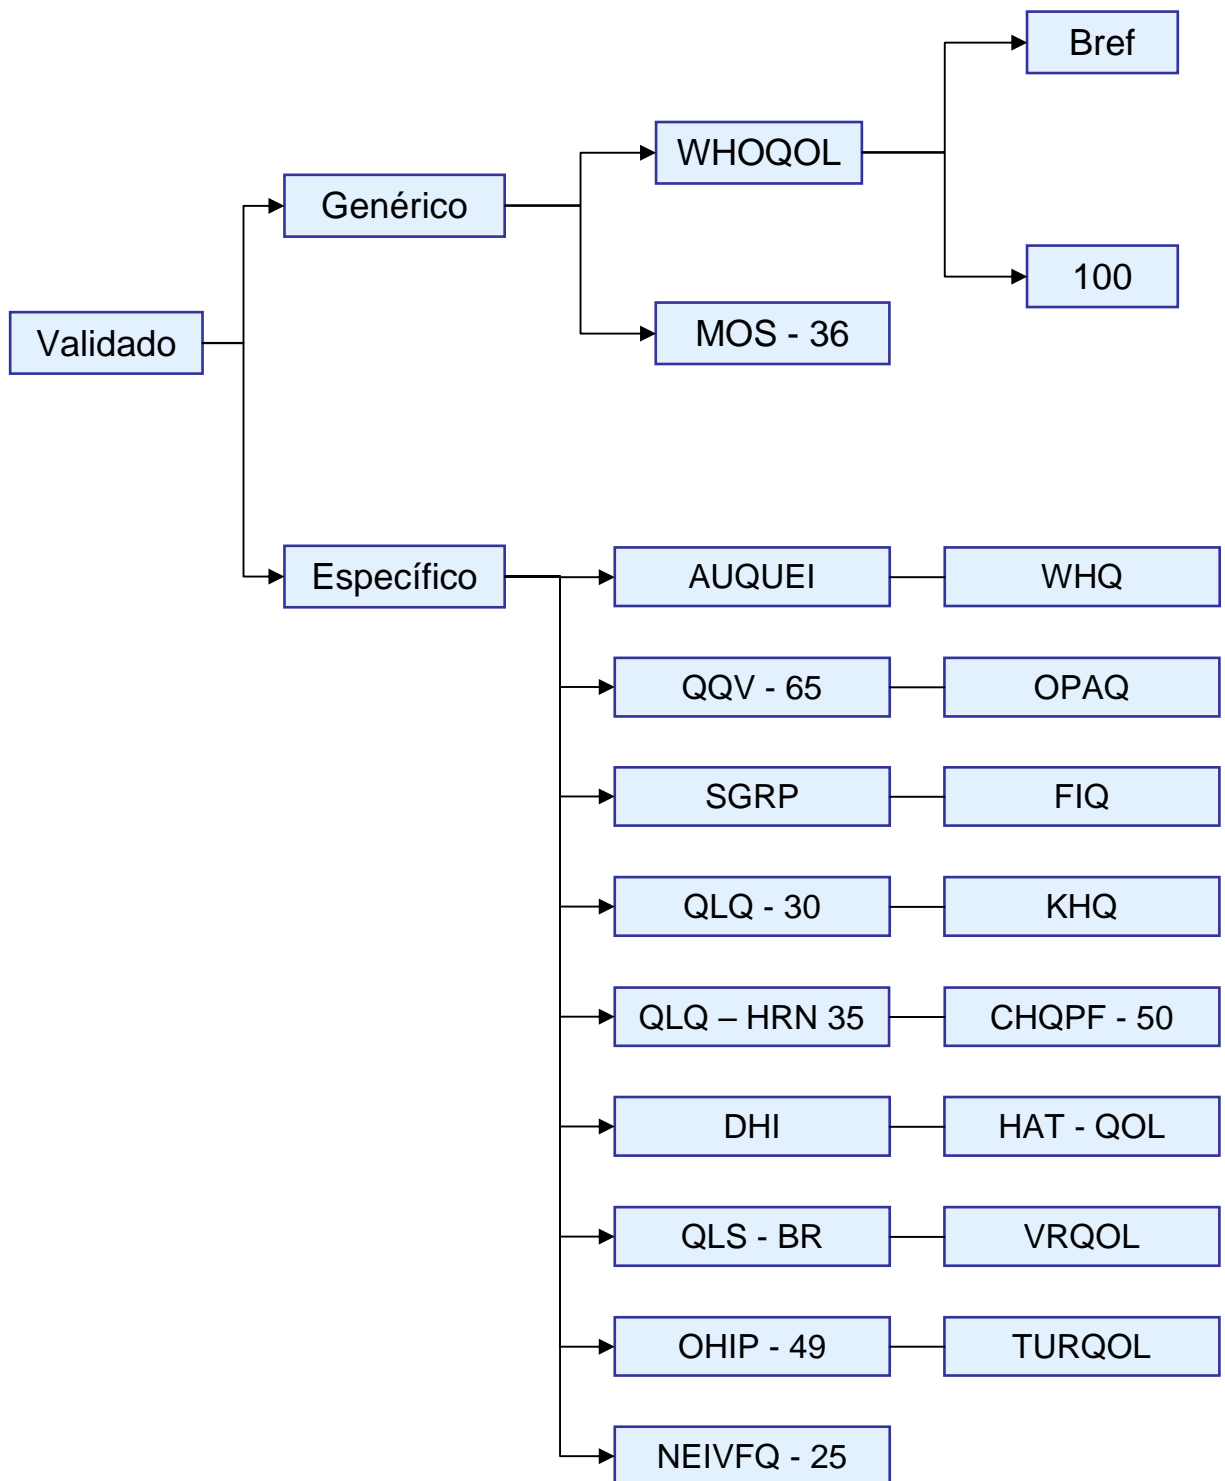 Bref
WHOQOL
Genérico
100
MOS - 36
Validado
Específico
AUQUEI
WHQ
QQV - 65
OPAQ
SGRP
FIQ
QLQ - 30
KHQ
QLQ – HRN 35
CHQPF - 50
DHI
HAT - QOL
QLS - BR
VRQOL
OHIP - 49
TURQOL
NEIVFQ - 25